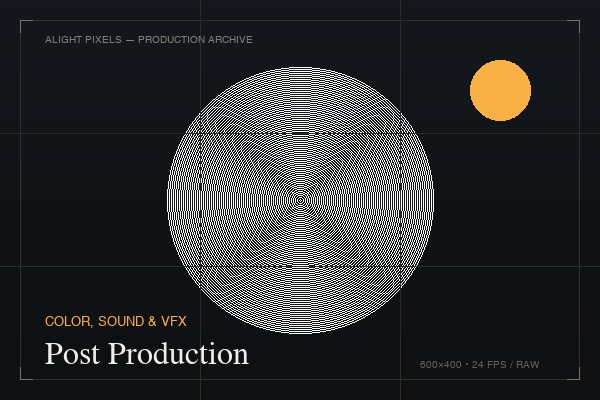 ALIGHT PIXELS — PRODUCTION ARCHIVE
COLOR, SOUND & VFX
Post Production
600×400 • 24 FPS / RAW